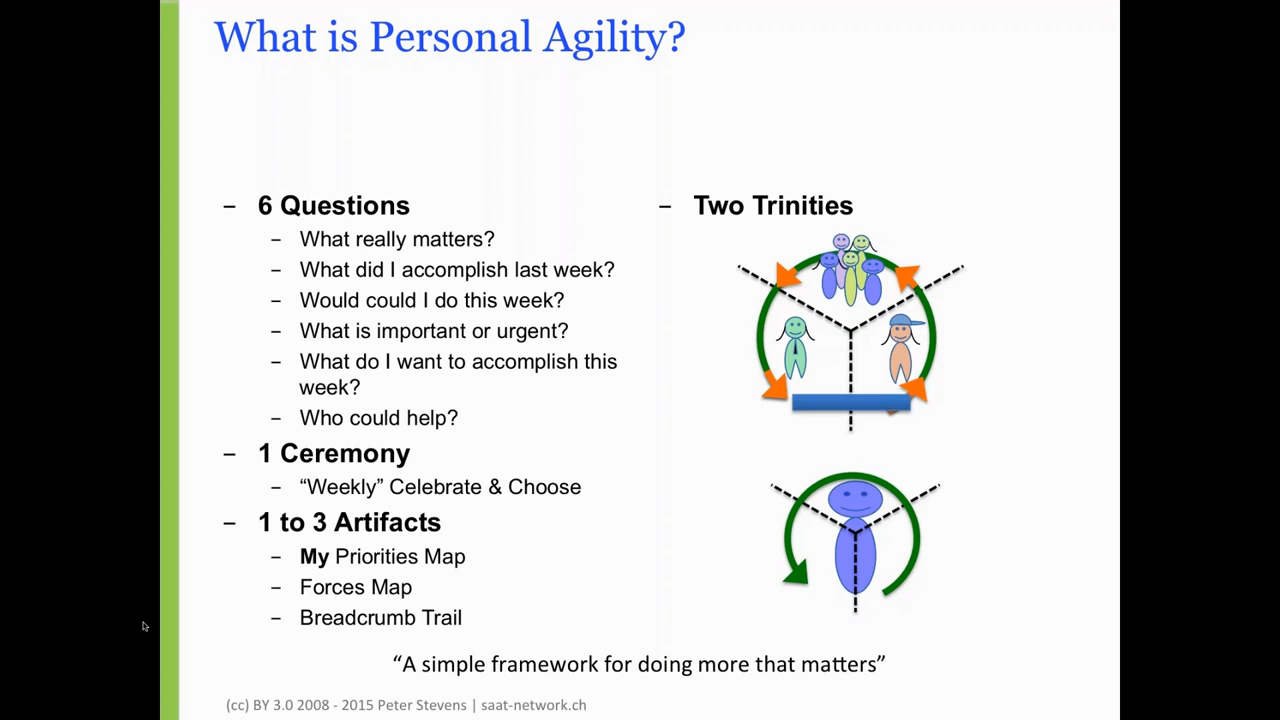 What is Personal Agility?
– 6 Questions
– What really matters?
– What did I accomplish last week?
– Would could I do this week?
– What is important or urgent?
– What do I want to accomplish this
week?
– Who could help?
– 1 Ceremony
– “Weekly” Celebrate & Choose
– 1 to 3 Artifacts
– My Priorities Map
– Forces Map
– Breadcrumb Trail
– Two Trinities
“A simple framework for doing more that matters”
(cc) BY 3.0 2008 - 2015 Peter Stevens | saat-network.ch